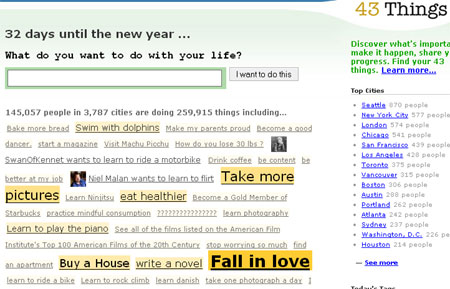 43 Things
32 days until the new year ...
What do you want to do with your life?
I want to do this
145,057 people in 3,787 cities are doing 259,915 things including...
Bake more bread Swim with dolphins Make my parents proud Become a good
dancer. start a magazine Visit Machu Picchu How do you lose 30 lbs ?
SwanOfKennet wants to learn to ride a motorbike Drink coffee be content be
better at my job Niel Malan wants to learn to flirt Take more
pictures Learn Ninjitsu eat healthier Become a Gold Member of
Starbucks practice mindful consumption ???????????????? learn photography
Learn to play the piano See all of the films listed on the American Film
Institute's Top 100 American Films of the 20th Century stop worrying so much find
an apartment Buy a House write a novel Fall in love
learn to ride a bike Learn to rock climb learn danish take one photograph a day I
Discover what's importa
make it happen, share y
progress. Find your 43
things. Learn more...
Top Cities
Seattle 870 people
New York City 577 people
London 574 people
Chicago 541 people
San Francisco 439 people
Los Angeles 428 people
Toronto 375 people
Vancouver 315 people
Boston 306 people
Austin 288 people
Portland 262 people
Atlanta 242 people
Sydney 237 people
Washington, D.C. 226 people
Houston 214 people
— See more
Today's Tags